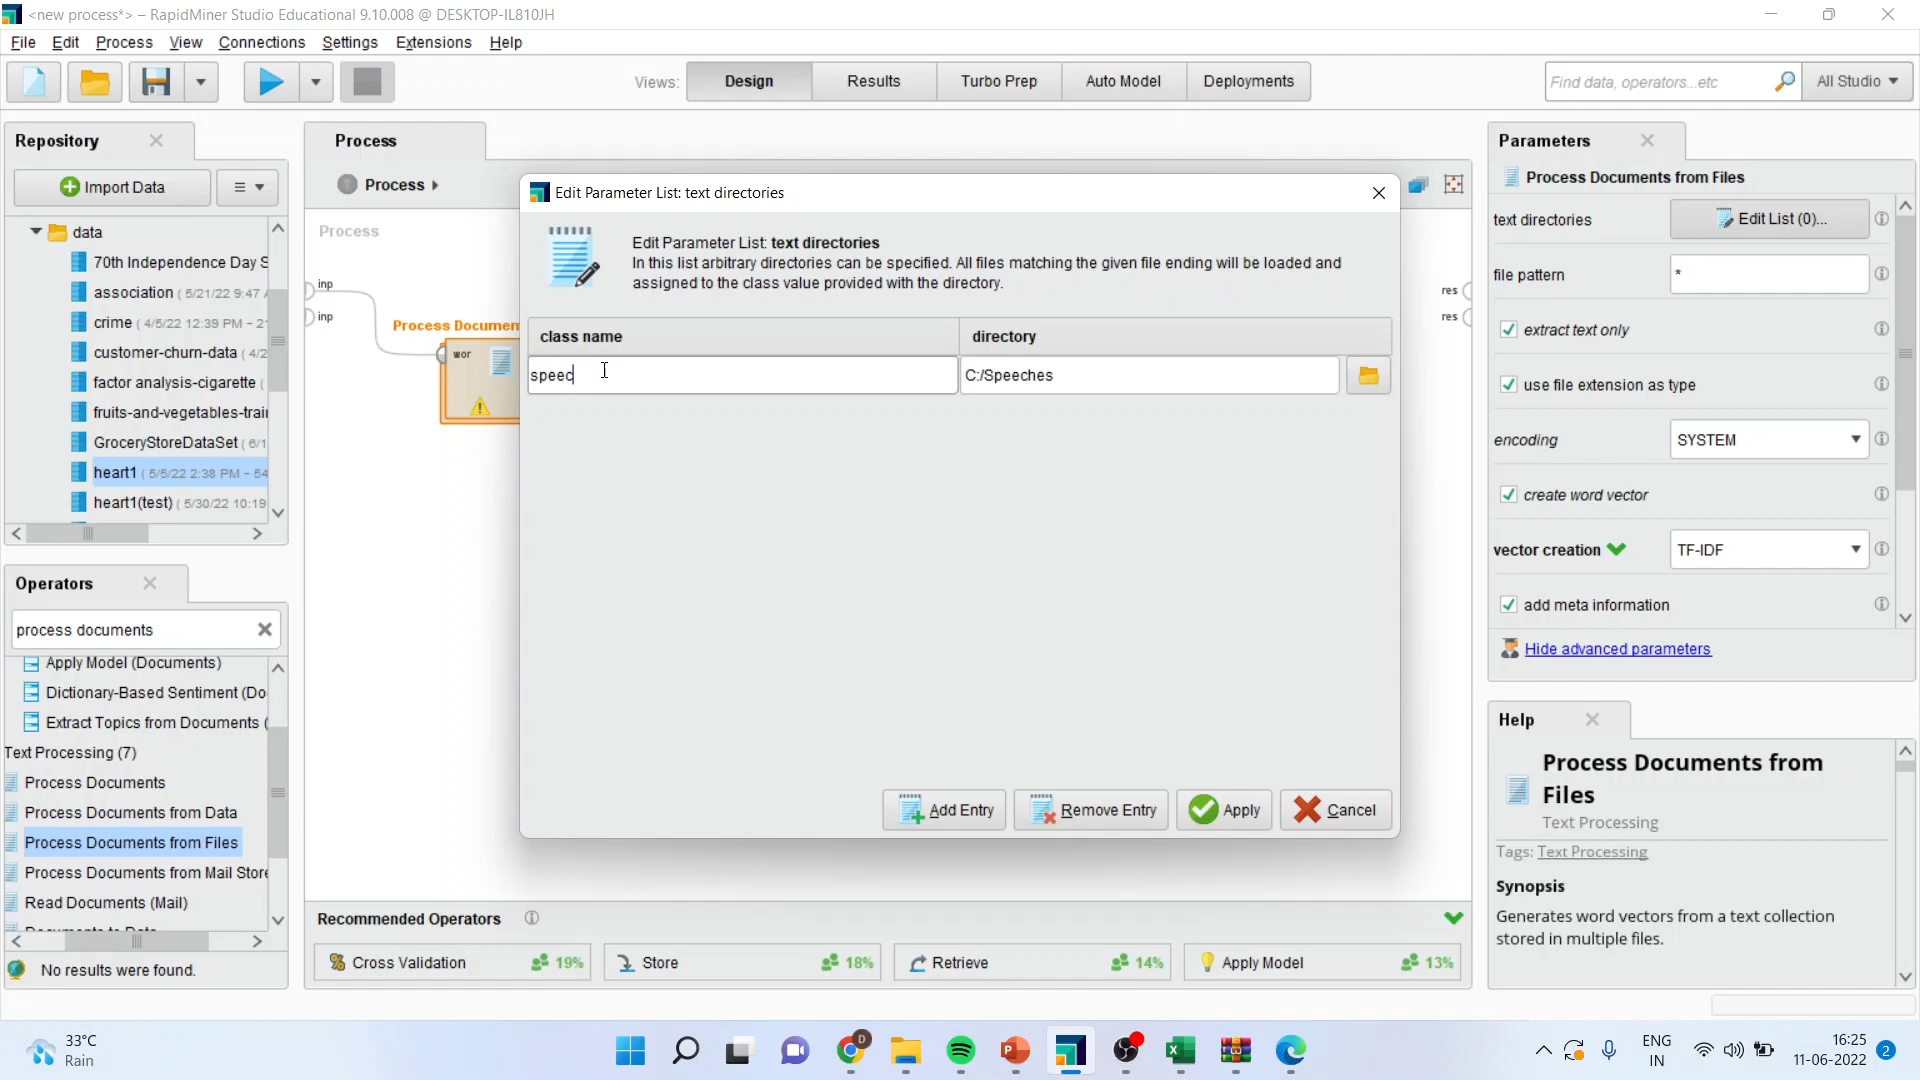 <new process*> – RapidMiner Studio Educational 9.10.008 @ DESKTOP-IL810JH
File Edit Process View Connections Settings Extensions Help
Views: Design Results Turbo Prep Auto Model Deployments
Find data, operators...etc All Studio
Repository
Import Data
data
70th Independence Day S
association ( 5/21/22 9:47
crime ( 4/5/22 12:39 PM – 2
customer-churn-data ( 4/2
factor analysis-cigarette (
fruits-and-vegetables-trai
GroceryStoreDataSet ( 6/1
heart1 ( 5/5/22 2:38 PM – 54
heart1(test) ( 5/30/22 10:19
Operators
process documents
Apply Model (Documents)
Dictionary-Based Sentiment (Do
Extract Topics from Documents (
Text Processing (7)
Process Documents
Process Documents from Data
Process Documents from Files
Process Documents from Mail Store
Read Documents (Mail)
No results were found.
Process
Process
Process
inp
inp
Process Documen
wor
res
res
Edit Parameter List: text directories
Edit Parameter List: text directories
In this list arbitrary directories can be specified. All files matching the given file ending will be loaded and
assigned to the class value provided with the directory.
class name directory
speec C:/Speeches
Add Entry Remove Entry Apply Cancel
Recommended Operators
Cross Validation 19% Store 18% Retrieve 14% Apply Model 13%
Parameters
Process Documents from Files
text directories Edit List (0)...
file pattern *
extract text only
use file extension as type
encoding SYSTEM
create word vector
vector creation TF-IDF
add meta information
Hide advanced parameters
Help
Process Documents from
Files
Text Processing
Tags: Text Processing
Synopsis
Generates word vectors from a text collection
stored in multiple files.
33°C
Rain
D
ENG
IN
16:25
11-06-2022
2